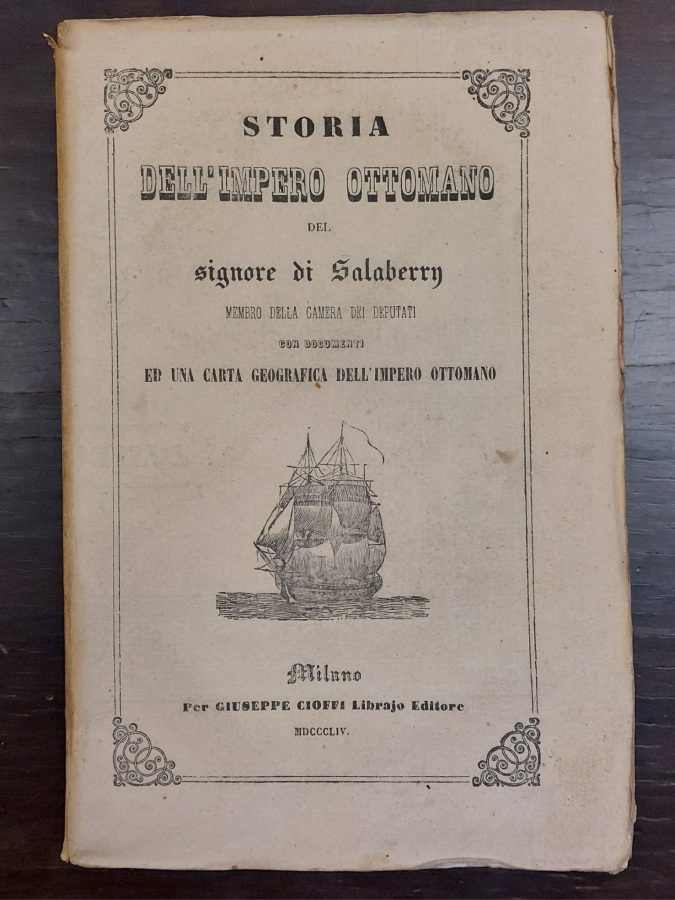 STORIA
DELL'IMPERO OTTOMANO
DEL
signore di Salaberry
MEMBRO DELLA CAMERA DEI DEPUTATI
CON DOCUMENTI
ED UNA CARTA GEOGRAFICA DELL'IMPERO OTTOMANO
Milano
Per GIUSEPPE CIOFFI Librajo Editore
MDCCCLIV.